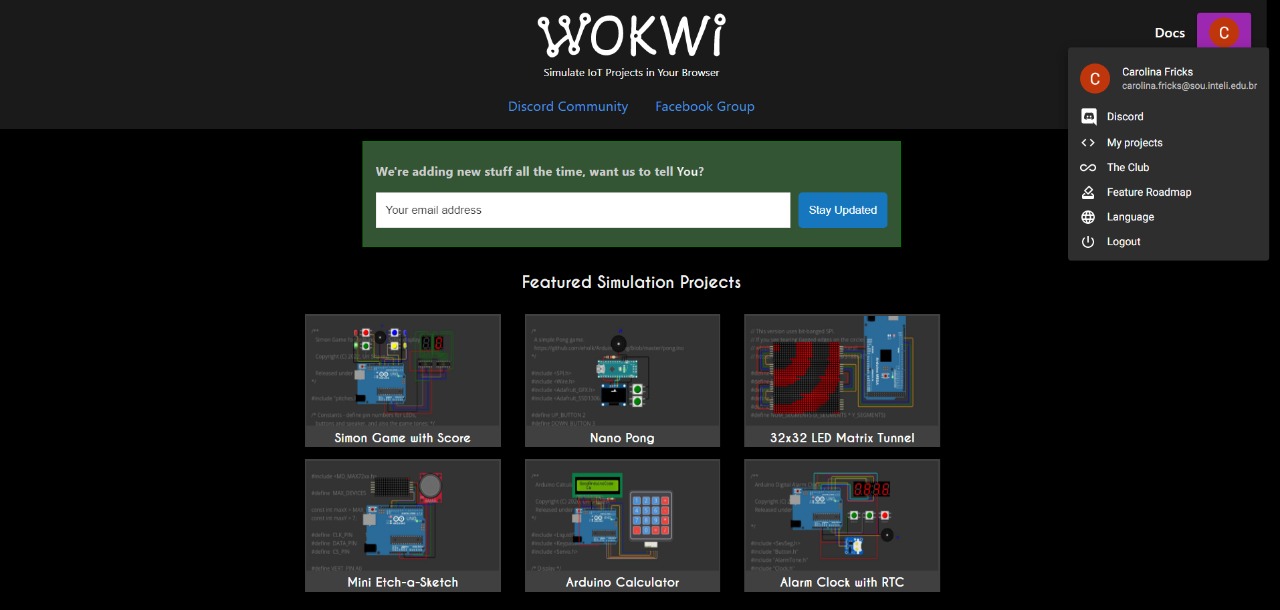 WOKWi
Simulate IoT Projects in Your Browser
Docs
C
Discord Community
Facebook Group
C
Carolina Fricks
carolina.fricks@sou.inteli.edu.br
Discord
My projects
The Club
Feature Roadmap
Language
Logout
We're adding new stuff all the time, want us to tell You?
Your email address
Stay Updated
Featured Simulation Projects
Simon Game with Score
Nano Pong
32x32 LED Matrix Tunnel
Mini Etch-a-Sketch
Arduino Calculator
Alarm Clock with RTC